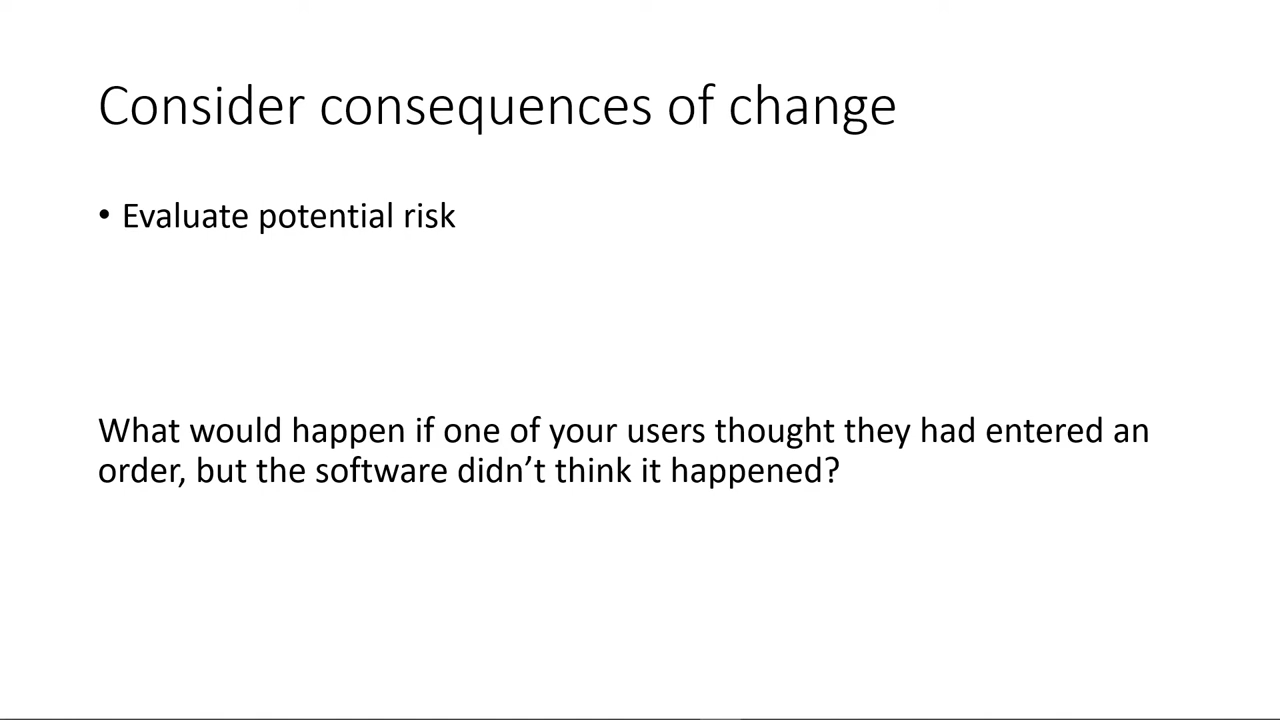 Consider consequences of change
• Evaluate potential risk
What would happen if one of your users thought they had entered an
order, but the software didn’t think it happened?